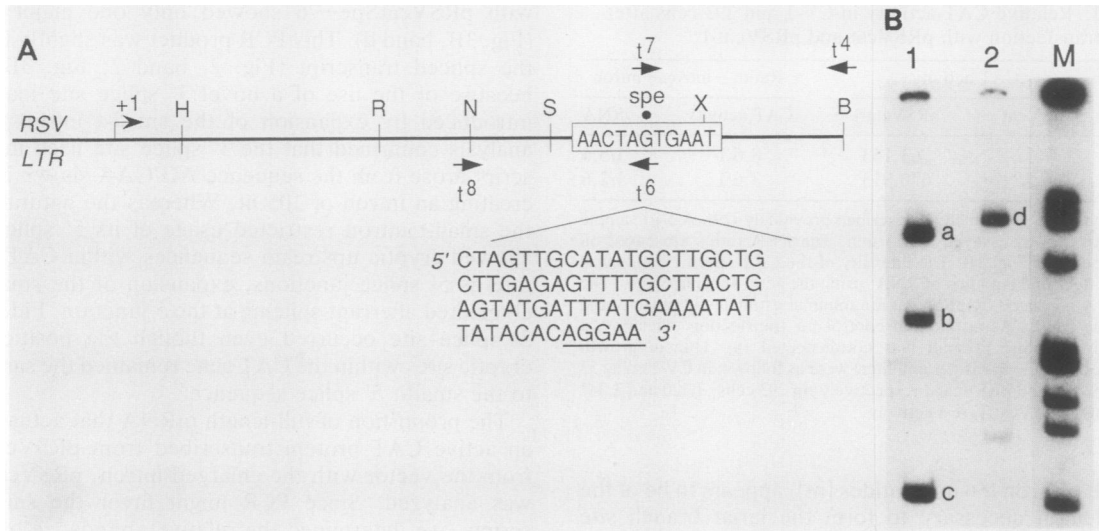 A
B
t7
t4
1
2
M
spe
+1
H
R
N
S
X
B
RSV
LTR
AACTAGTGAAT
t8
t6
5' CTAGTTGCATATGCTTGCTG
CTTGAGAGTTTTGCTTACTG
AGTATGATTTATGAAAATAT
TATACACAGGAA 3'
a
d
b
c